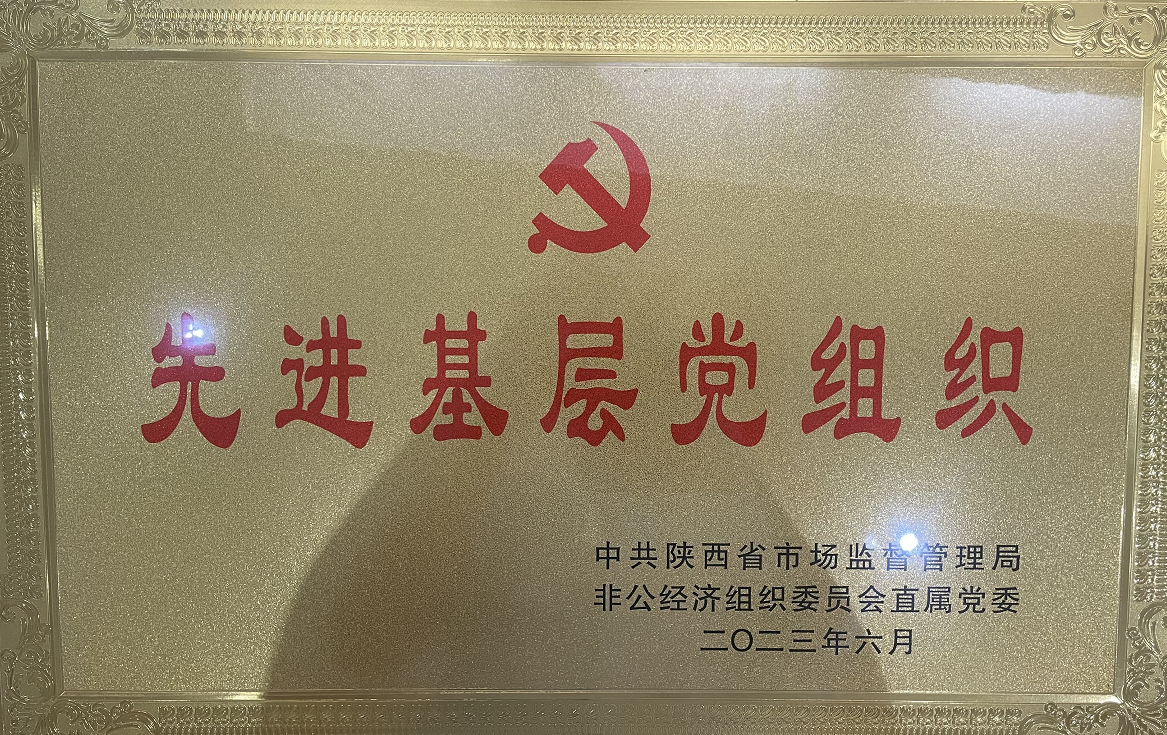 先进基层党组织
中共陕西省市场监督管理局
非公经济组织委员会直属党委
二〇二三年六月